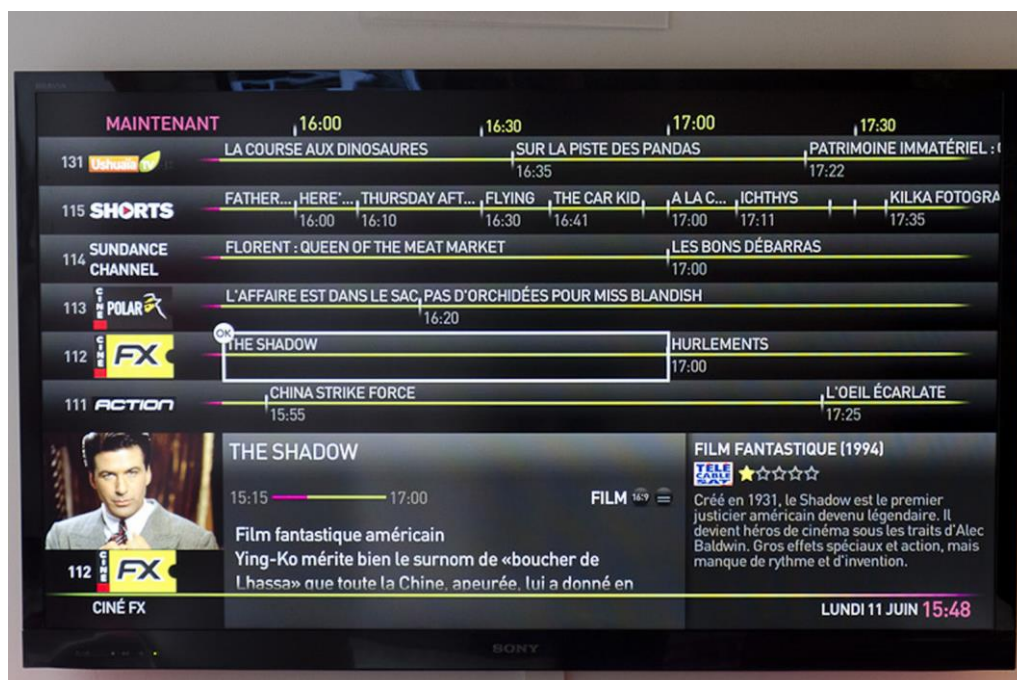 MAINTENANT 16:00 16:30 17:00 17:30
131 Ushuaïa TV LA COURSE AUX DINOSAURES SUR LA PISTE DES PANDAS PATRIMOINE IMMATÉRIEL :
16:35 17:22
115 SHORTS FATHER... HERE'... THURSDAY AFT... FLYING THE CAR KID, A LA C... ICHTHYS KILKA FOTOGRA
16:00 16:10 16:30 16:41 17:00 17:11 17:35
114 SUNDANCE CHANNEL FLORENT : QUEEN OF THE MEAT MARKET LES BONS DÉBARRAS
17:00
113 CINE POLAR L'AFFAIRE EST DANS LE SAC, PAS D'ORCHIDÉES POUR MISS BLANDISH
16:20
OK
112 CINE FX THE SHADOW HURLEMENTS
17:00
111 ACTION CHINA STRIKE FORCE L'OEIL ÉCARLATE
15:55 17:25
THE SHADOW
15:15 17:00 FILM 16:9
Film fantastique américain
Ying-Ko mérite bien le surnom de «boucher de
Lhassa» que toute la Chine, apeurée, lui a donné en
FILM FANTASTIQUE (1994)
TELE CABLE SAT
Créé en 1931, le Shadow est le premier
justicier américain devenu légendaire. Il
devient héros de cinéma sous les traits d'Alec
Baldwin. Gros effets spéciaux et action, mais
manque de rythme et d'invention.
112 CINE FX
CINÉ FX
LUNDI 11 JUIN 15:48
SONY